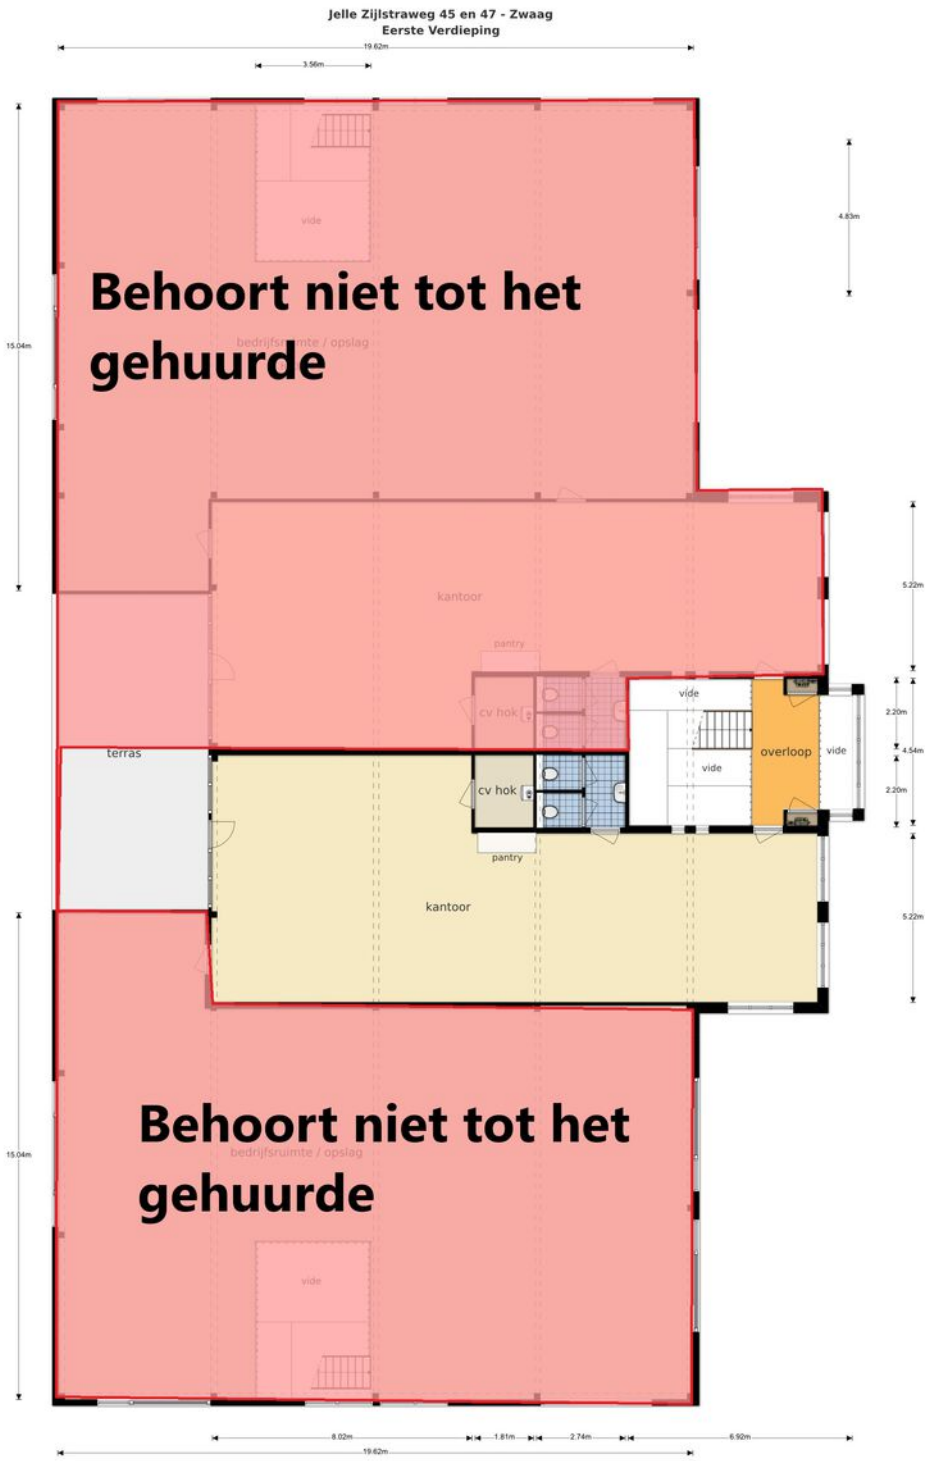 Jelle Zijlstraweg 45 en 47 - Zwaag
Eerste Verdieping
19.62m
3.56m
vide
4.83m
Behoort niet tot het
gehuurde
bedrijfsruimte / opslag
15.04m
kantoor
5.22m
pantry
cv hok
vide
2.20m
terras
overloop
vide
4.54m
vide
cv hok
2.20m
pantry
kantoor
5.22m
Behoort niet tot het
gehuurde
bedrijfsruimte / opslag
15.04m
vide
8.02m
1.81m
2.74m
6.92m
19.62m